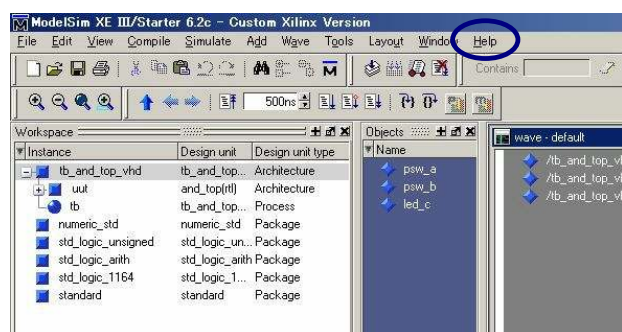 ModelSim XE III/Starter 6.2c - Custom Xilinx Version
File Edit View Compile Simulate Add Wave Tools Layout Window Help
Contains
500ns
Workspace
Objects
wave - default
Instance Design unit Design unit type
Name
tb_and_top_vhd tb_and_top... Architecture
uut and_top(rtl) Architecture
tb tb_and_top... Process
numeric_std numeric_std Package
std_logic_unsigned std_logic_un... Package
std_logic_arith std_logic_arith Package
std_logic_1164 std_logic_1... Package
standard standard Package
psw_a
psw_b
led_c
/tb_and_top_vl
/tb_and_top_vl
/tb_and_top_vl